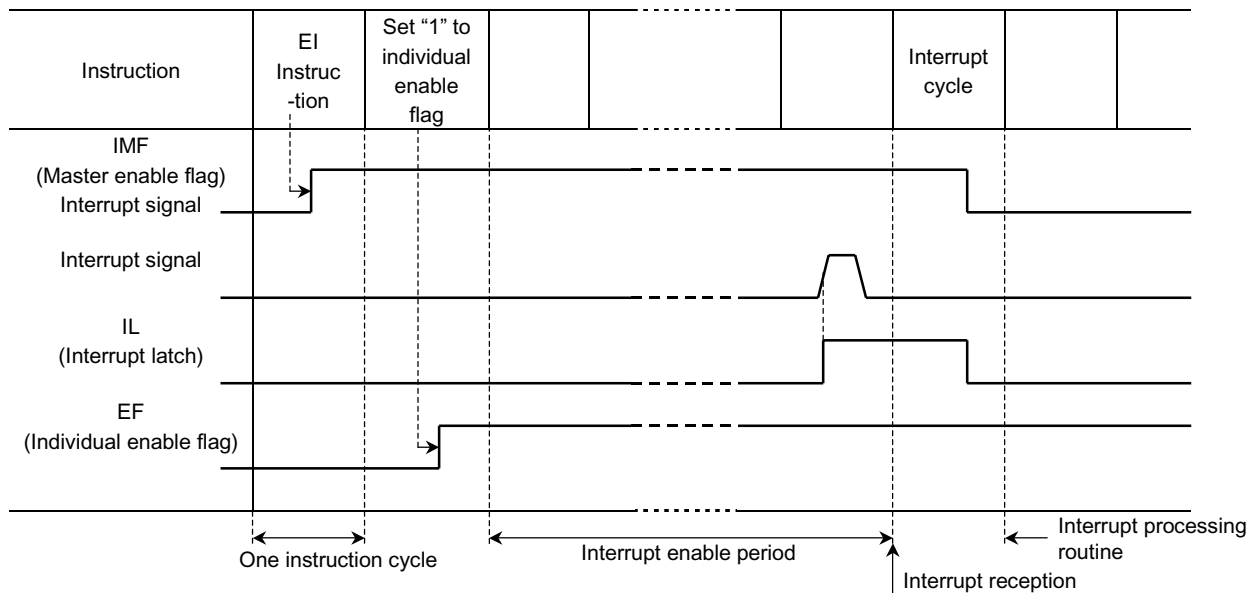 Instruction
EI
Instruc
-tion
Set “1” to
individual
enable
flag
Interrupt
cycle
IMF
(Master enable flag)
Interrupt signal
Interrupt signal
IL
(Interrupt latch)
EF
(Individual enable flag)
One instruction cycle
Interrupt enable period
Interrupt processing
routine
Interrupt reception